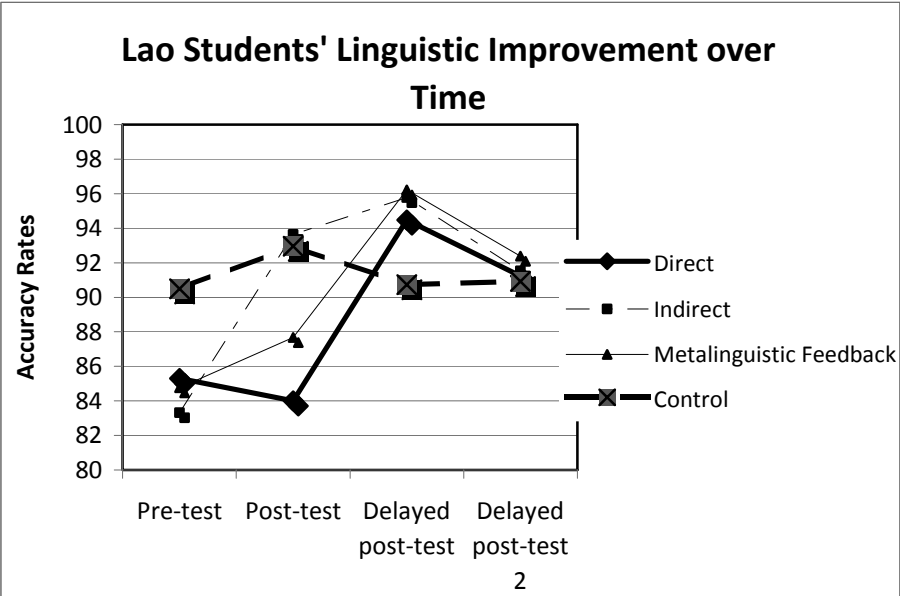 Lao Students' Linguistic Improvement over
Time
100
98
96
94
92
90
88
86
84
82
80
Accuracy Rates
Pre-test
Post-test
Delayed
post-test
Delayed
post-test
2
Direct
Indirect
Metalinguistic Feedback
Control